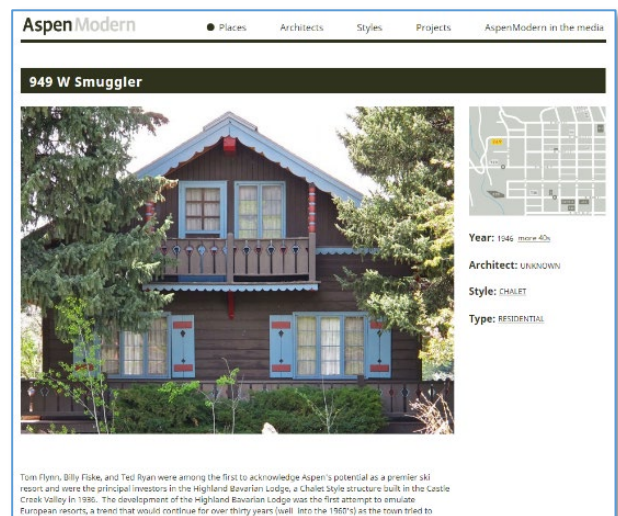 AspenModern
Places Architects Styles Projects AspenModern in the media
949 W Smuggler
Year: 1946 more 40s
Architect: UNKNOWN
Style: CHALET
Type: RESIDENTIAL
Tom Flynn, Billy Fiske, and Ted Ryan were among the first to acknowledge Aspen's potential as a premier ski
resort and were the principal investors in the Highland Bavarian Lodge, a Chalet Style structure built in the Castle
Creek Valley in 1936. The development of the Highland Bavarian Lodge was the first attempt to emulate
European resorts, a trend that would continue for over thirty years (well into the 1960's) as the town tried to